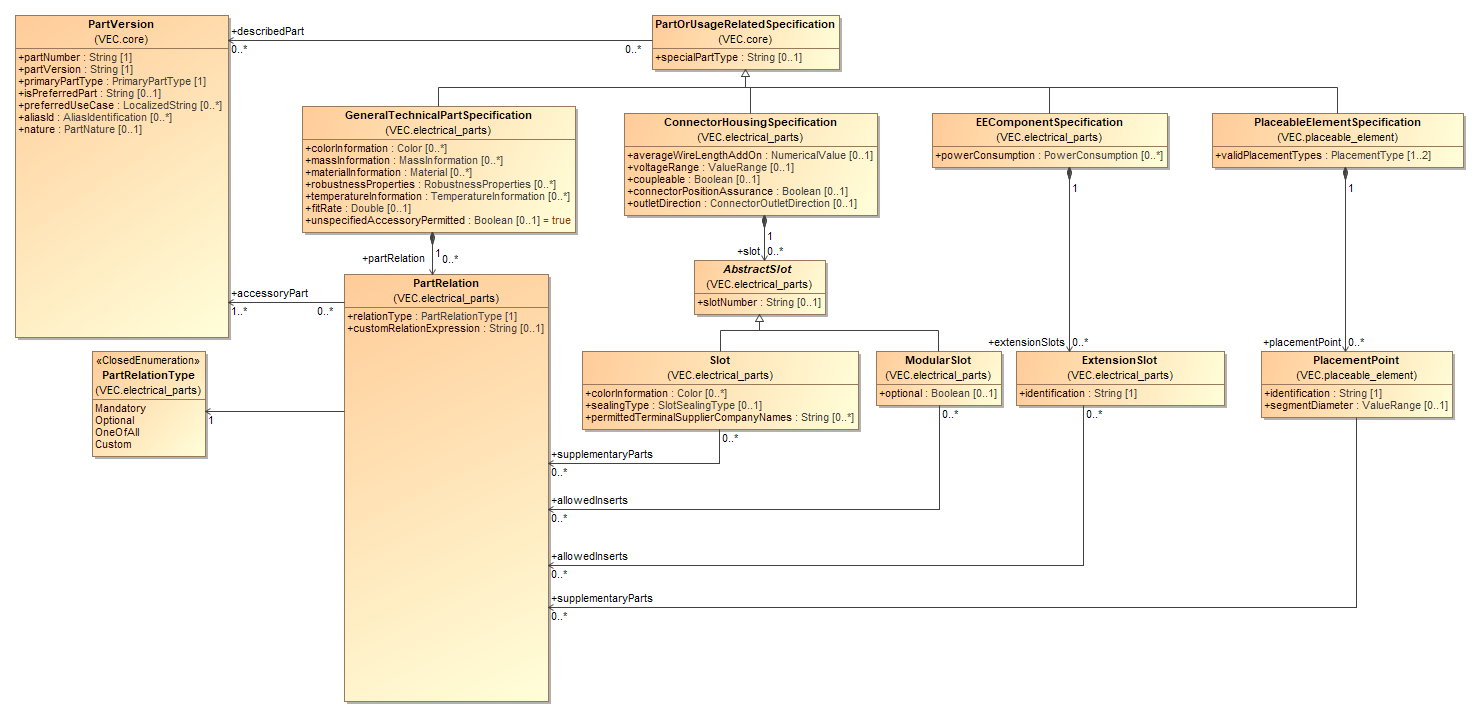 PartVersion
(VEC.core)
+partNumber : String [1]
+partVersion : String [1]
+primaryPartType : PrimaryPartType [1]
+isPreferredPart : String [0..1]
+preferredUseCase : LocalizedString [0..*]
+aliasId : AliasIdentification [0..*]
+nature : PartNature [0..1]
+describedPart
0..*
0..*
PartOrUsageRelatedSpecification
(VEC.core)
+specialPartType : String [0..1]
GeneralTechnicalPartSpecification
(VEC.electrical_parts)
+colorInformation : Color [0..*]
+massInformation : MassInformation [0..*]
+materialInformation : Material [0..*]
+robustnessProperties : RobustnessProperties [0..*]
+temperatureInformation : TemperatureInformation [0..*]
+fitRate : Double [0..1]
+unspecifiedAccessoryPermitted : Boolean [0..1] = true
ConnectorHousingSpecification
(VEC.electrical_parts)
+averageWireLengthAddOn : NumericalValue [0..1]
+voltageRange : ValueRange [0..1]
+coupleable : Boolean [0..1]
+connectorPositionAssurance : Boolean [0..1]
+outletDirection : ConnectorOutletDirection [0..1]
EEComponentSpecification
(VEC.electrical_parts)
+powerConsumption : PowerConsumption [0..*]
PlaceableElementSpecification
(VEC.placeable_element)
+validPlacementTypes : PlacementType [1..2]
1
+partRelation
0..*
1
+slot
0..*
1
+extensionSlots
0..*
1
+placementPoint
0..*
AbstractSlot
(VEC.electrical_parts)
+slotNumber : String [0..1]
PartRelation
(VEC.electrical_parts)
+relationType : PartRelationType [1]
+customRelationExpression : String [0..1]
+accessoryPart
1..*
0..*
«ClosedEnumeration»
PartRelationType
(VEC.electrical_parts)
Mandatory
Optional
OneOfAll
Custom
1
Slot
(VEC.electrical_parts)
+colorInformation : Color [0..*]
+sealingType : SlotSealingType [0..1]
+permittedTerminalSupplierCompanyNames : String [0..*]
ModularSlot
(VEC.electrical_parts)
+optional : Boolean [0..1]
ExtensionSlot
(VEC.electrical_parts)
+identification : String [1]
PlacementPoint
(VEC.placeable_element)
+identification : String [1]
+segmentDiameter : ValueRange [0..1]
0..*
0..*
0..*
+supplementaryParts
0..*
+allowedInserts
0..*
+allowedInserts
0..*
+supplementaryParts
0..*